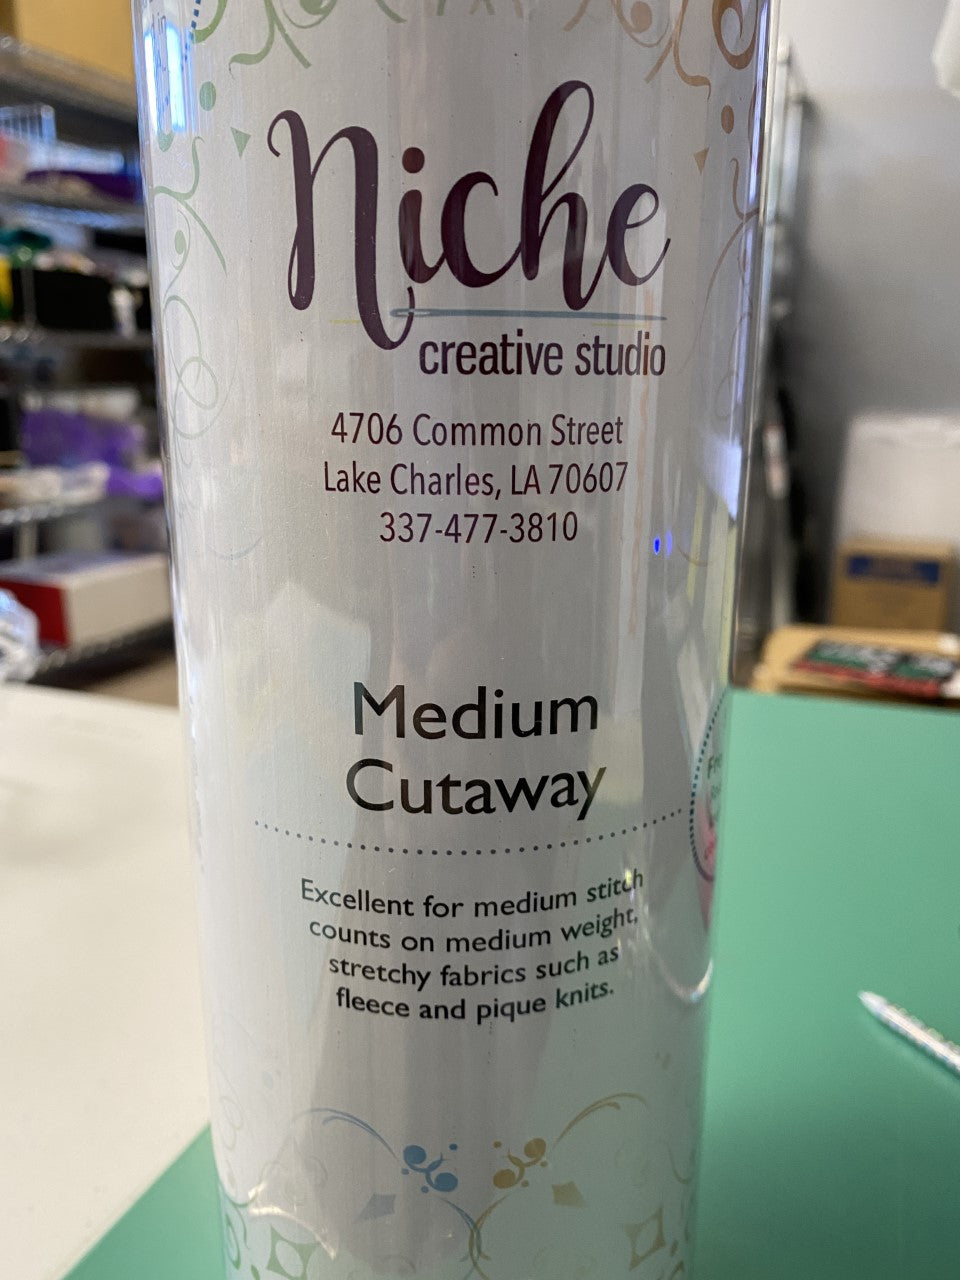 Niche
creative studio
4706 Common Street
Lake Charles, LA 70607
337-477-3810
Medium
Cutaway
Excellent for medium stitch
counts on medium weight,
stretchy fabrics such as
fleece and pique knits.